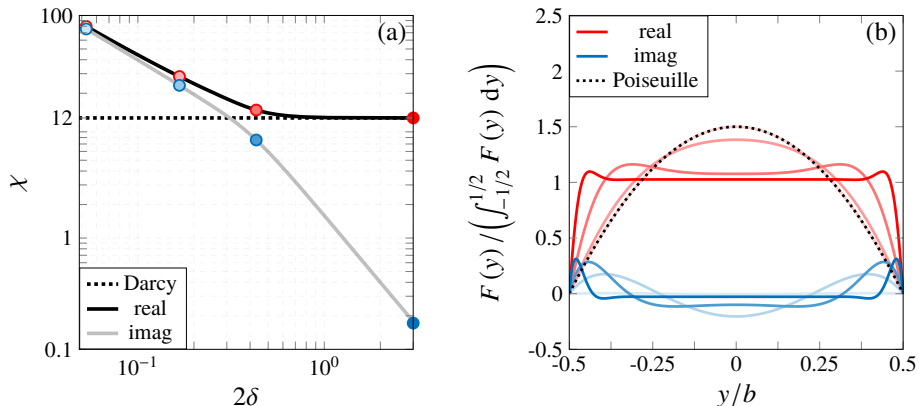 (a)
100
12
1
0.1
χ
10⁻¹
10⁰
2δ
Darcy
real
imag
(b)
2.5
2
1.5
1
0.5
0
-0.5
F (y) / (∫_{-1/2}^{1/2} F (y) dy)
-0.5
-0.25
0
0.25
0.5
y/b
real
imag
Poiseuille